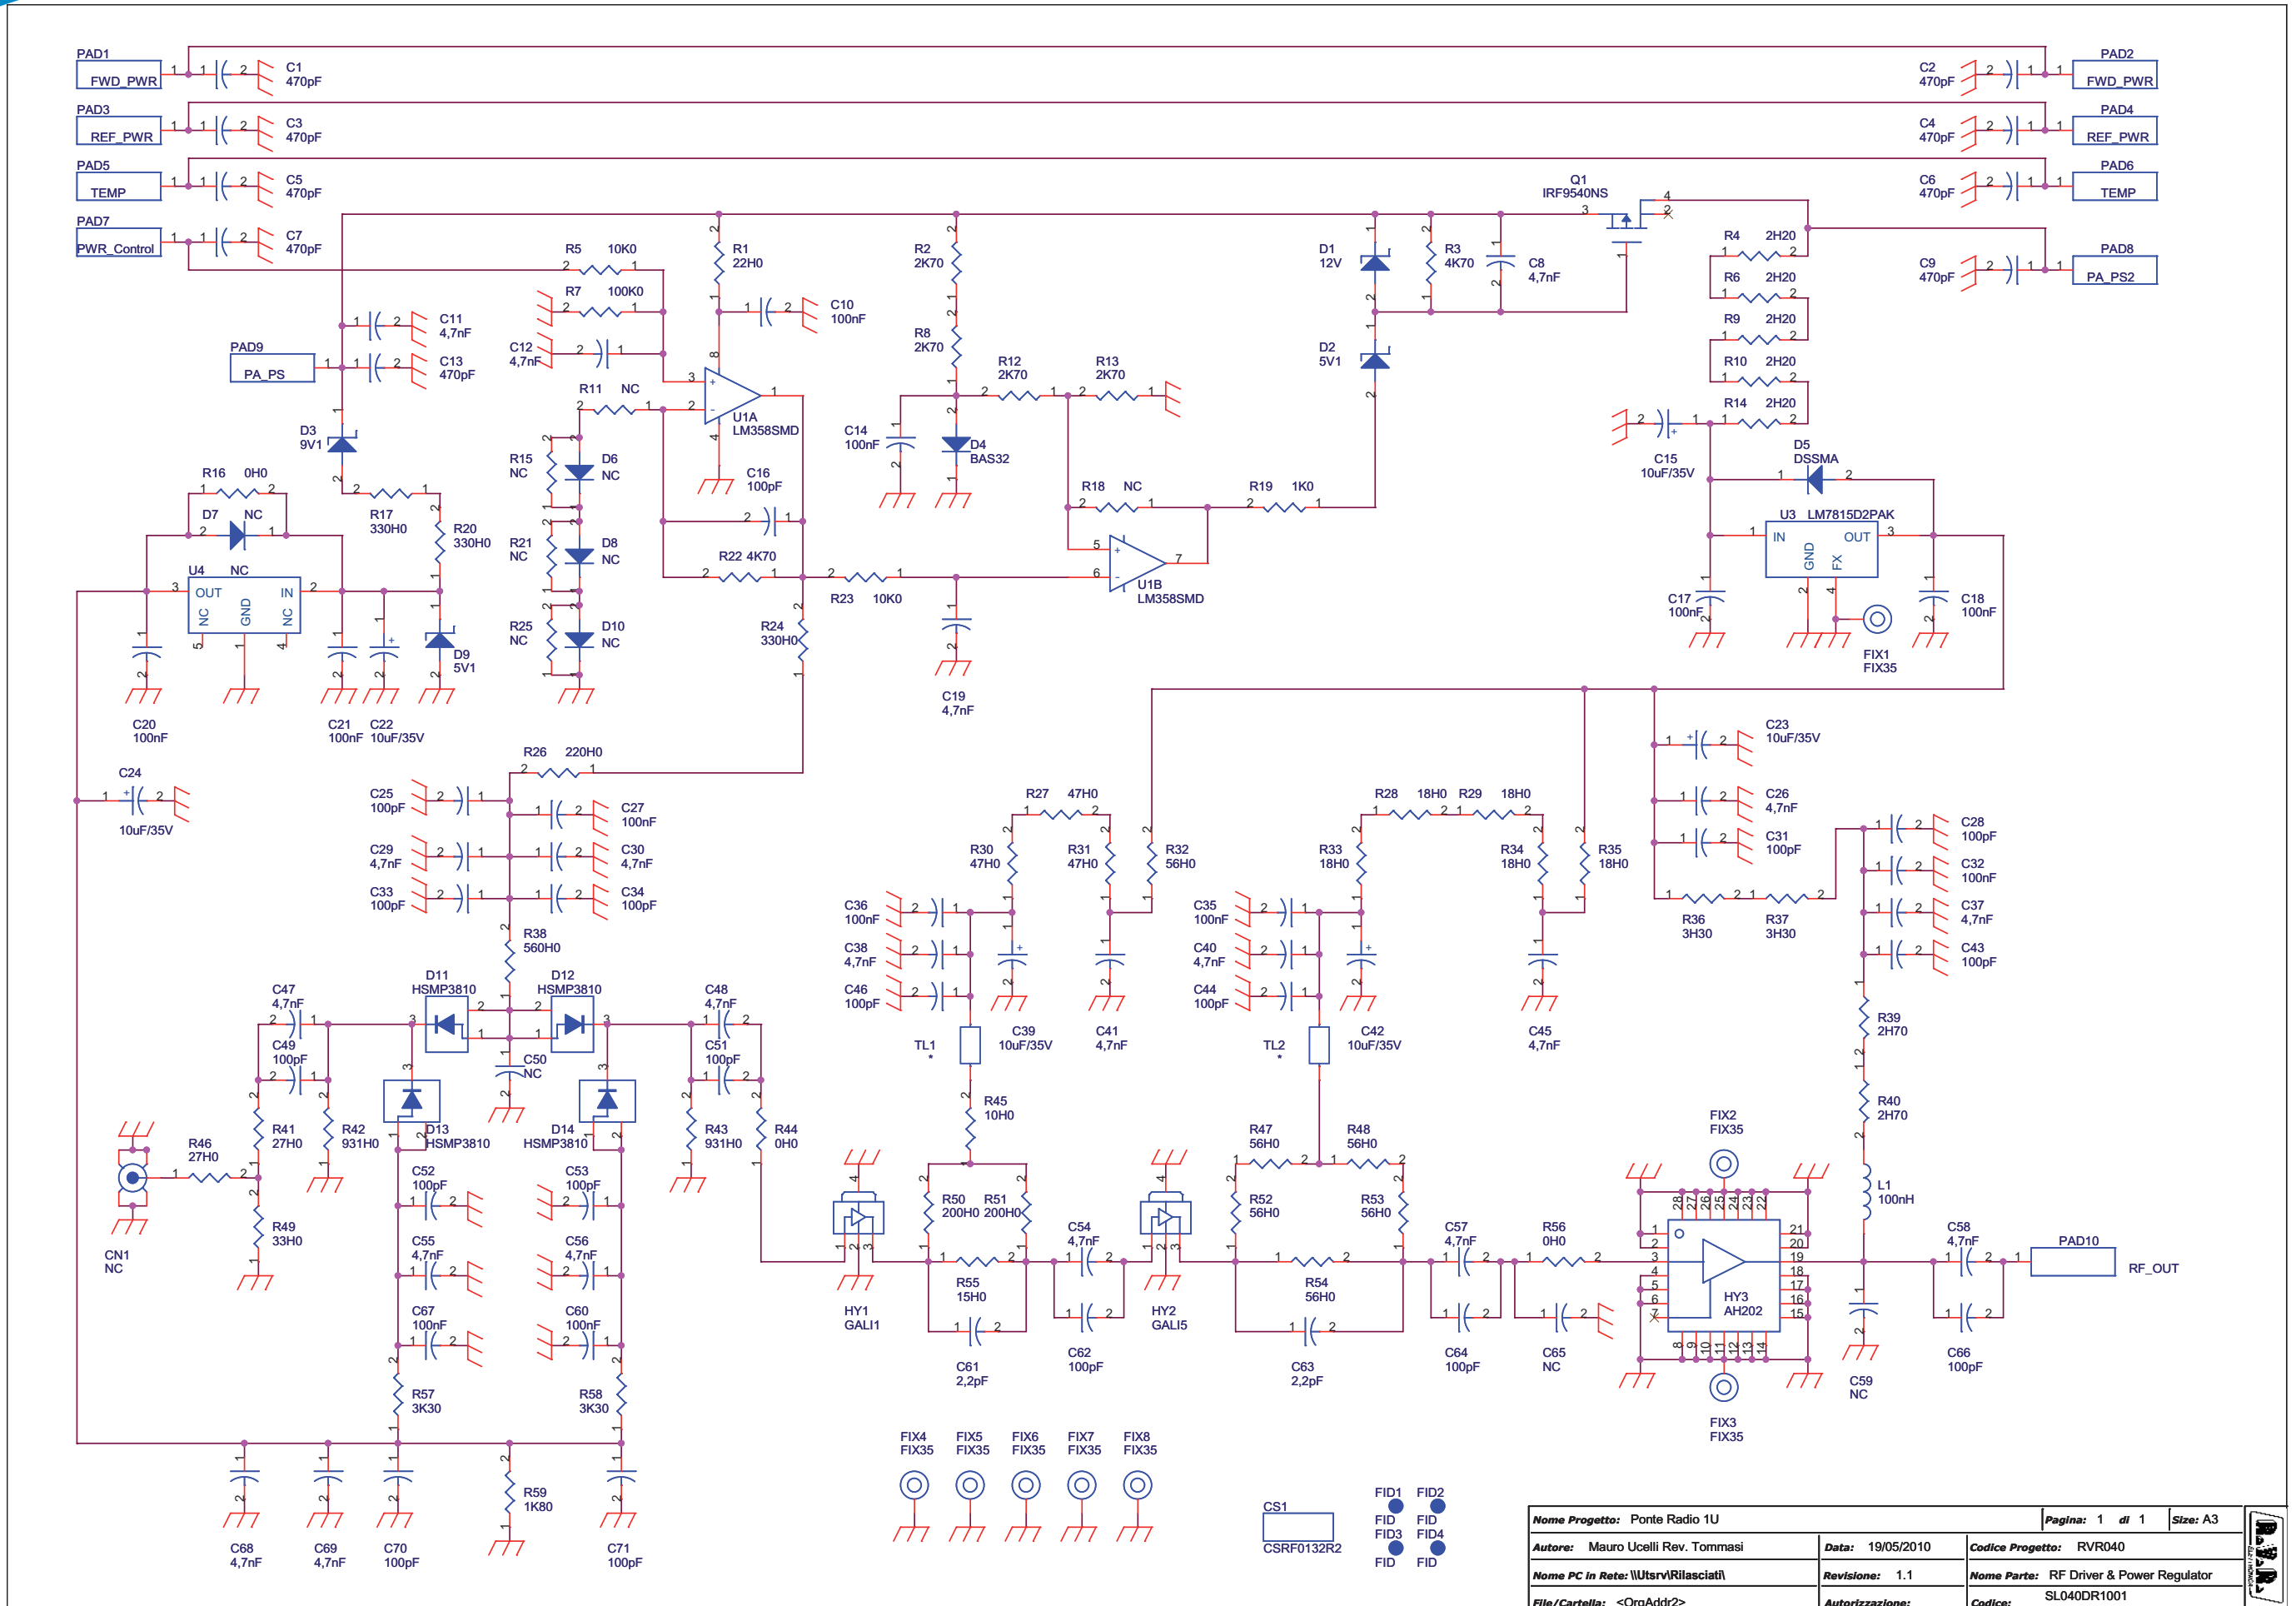 PAD1
FWD_PWR
C1
470pF
C2
470pF
PAD2
FWD_PWR
PAD3
REF_PWR
C3
470pF
C4
470pF
PAD4
REF_PWR
PAD5
TEMP
C5
470pF
C6
470pF
PAD6
TEMP
PAD7
PWR_Control
C7
470pF
Q1
IRF9540NS
R5 10K0
R7 100K0
R1
22H0
R2
2K70
D1
12V
R3
4K70
C8
4,7nF
R4 2H20
R6 2H20
R9 2H20
R10 2H20
R14 2H20
C9
470pF
PAD8
PA_PS2
C11
4,7nF
C13
470pF
PAD9
PA_PS
C12
4,7nF
C10
100nF
R8
2K70
R12
2K70
R13
2K70
D2
5V1
R11 NC
U1A
LM358SMD
D3
9V1
C14
100nF
D4
BAS32
C15
10uF/35V
D5
DSSMA
R16 0H0
D7 NC
R17
330H0
R20
330H0
R15
NC
D6
NC
C16
100pF
R18 NC
R19 1K0
U3 LM7815D2PAK
IN
OUT
GND
FX
U4 NC
OUT
IN
NC
GND
NC
R21
NC
D8
NC
R22 4K70
R23 10K0
U1B
LM358SMD
C17
100nF
C18
100nF
FIX1
FIX35
R25
NC
D10
NC
R24
330H0
D9
5V1
C19
4,7nF
C20
100nF
C21
100nF
C22
10uF/35V
C23
10uF/35V
R26 220H0
C24
10uF/35V
C25
100pF
C27
100nF
C29
4,7nF
C30
4,7nF
C33
100pF
C34
100pF
R27 47H0
R28 18H0
R29 18H0
C26
4,7nF
C31
100pF
C28
100pF
C32
100nF
C37
4,7nF
C43
100pF
R30
47H0
R31
47H0
R32
56H0
R33
18H0
R34
18H0
R35
18H0
R36
3H30
R37
3H30
C36
100nF
C38
4,7nF
C46
100pF
C35
100nF
C40
4,7nF
C44
100pF
R38
560H0
D11
HSMP3810
D12
HSMP3810
C47
4,7nF
C49
100pF
C48
4,7nF
C51
100pF
C50
NC
TL1
*
C39
10uF/35V
C41
4,7nF
TL2
*
C42
10uF/35V
C45
4,7nF
R39
2H70
R40
2H70
R45
10H0
R41
27H0
R42
931H0
D13
HSMP3810
D14
HSMP3810
R43
931H0
R44
0H0
R46
27H0
R47
56H0
R48
56H0
FIX2
FIX35
L1
100nH
C52
100pF
C53
100pF
R49
33H0
CN1
NC
R50
200H0
R51
200H0
R52
56H0
R53
56H0
C54
4,7nF
C57
4,7nF
R56
0H0
C58
4,7nF
PAD10
RF_OUT
C55
4,7nF
C56
4,7nF
R55
15H0
R54
56H0
HY1
GALI1
HY2
GALI5
HY3
AH202
C67
100nF
C60
100nF
C61
2,2pF
C62
100pF
C63
2,2pF
C64
100pF
C65
NC
C59
NC
C66
100pF
R57
3K30
R58
3K30
FIX3
FIX35
FIX4
FIX35
FIX5
FIX35
FIX6
FIX35
FIX7
FIX35
FIX8
FIX35
R59
1K80
C68
4,7nF
C69
4,7nF
C70
100pF
C71
100pF
CS1
CSRF0132R2
FID1 FID2
FID FID
FID3 FID4
FID FID
Nome Progetto: Ponte Radio 1U
Pagina: 1 di 1
Size: A3
Autore: Mauro Ucelli Rev. Tommasi
Data: 19/05/2010
Codice Progetto: RVR040
Nome PC in Rete: \\Utsrv\Rilasciati\
Revisione: 1.1
Nome Parte: RF Driver & Power Regulator
File/Cartella: <OrgAddr2>
Autorizzazione:
Codice: SL040DR1001
R.V.R.